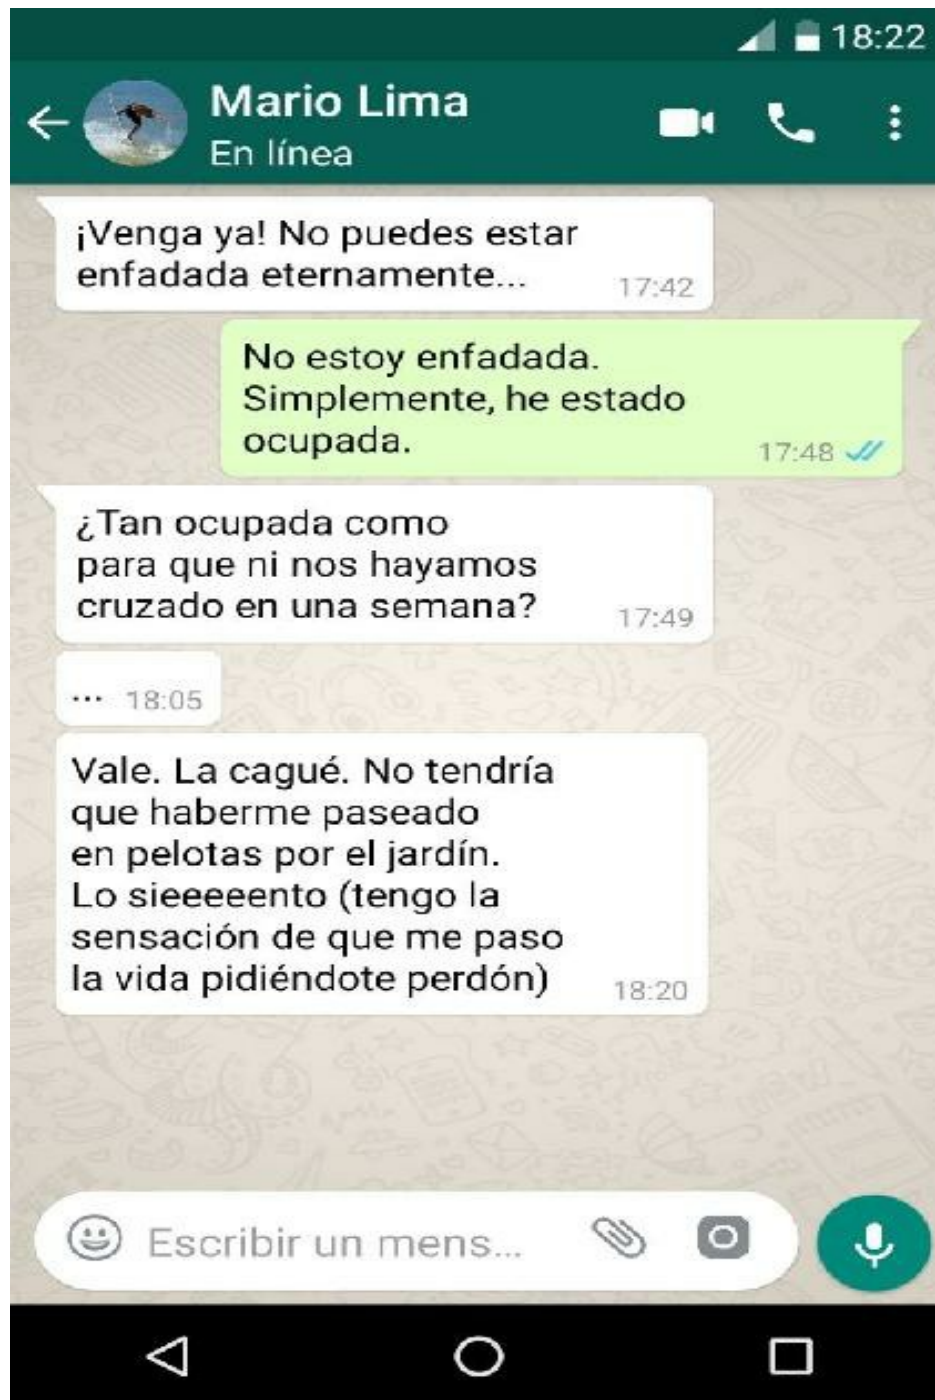 18:22
Mario Lima
En línea
¡Venga ya! No puedes estar
enfadada eternamente...
17:42
No estoy enfadada.
Simplemente, he estado
ocupada.
17:48
¿Tan ocupada como
para que ni nos hayamos
cruzado en una semana?
17:49
... 18:05
Vale. La cagué. No tendría
que haberme paseado
en pelotas por el jardín.
Lo sieeeeento (tengo la
sensación de que me paso
la vida pidiéndote perdón)
18:20
Escribir un mens...